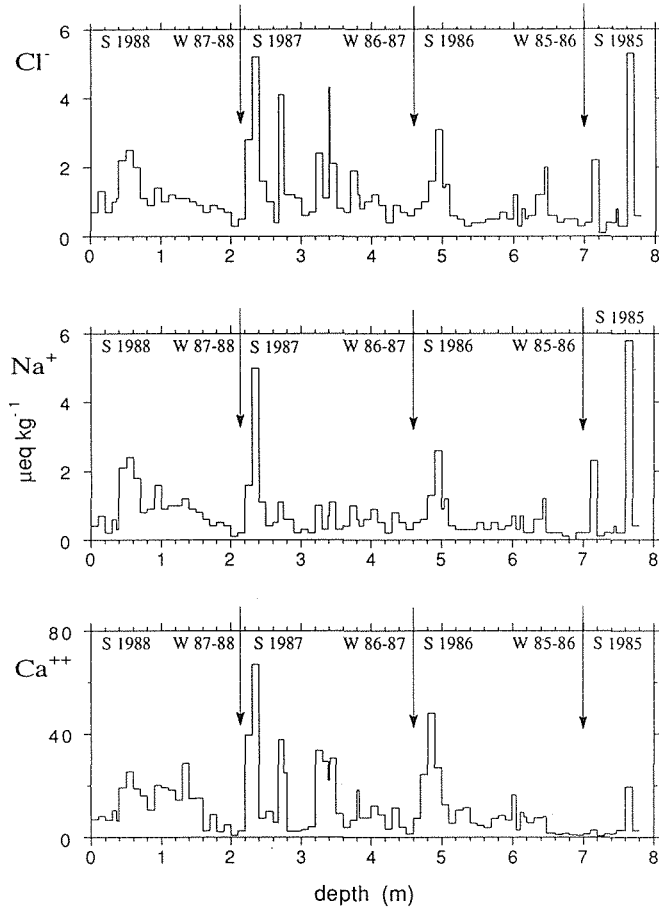 Cl-
6
4
2
0
S 1988 W 87-88 S 1987 W 86-87 S 1986 W 85-86 S 1985
0 1 2 3 4 5 6 7 8
Na+
µeq kg-1
6
4
2
0
S 1985
S 1988 W 87-88 S 1987 W 86-87 S 1986 W 85-86
0 1 2 3 4 5 6 7 8
Ca++
80
40
0
S 1988 W 87-88 S 1987 W 86-87 S 1986 W 85-86 S 1985
0 1 2 3 4 5 6 7 8
depth (m)